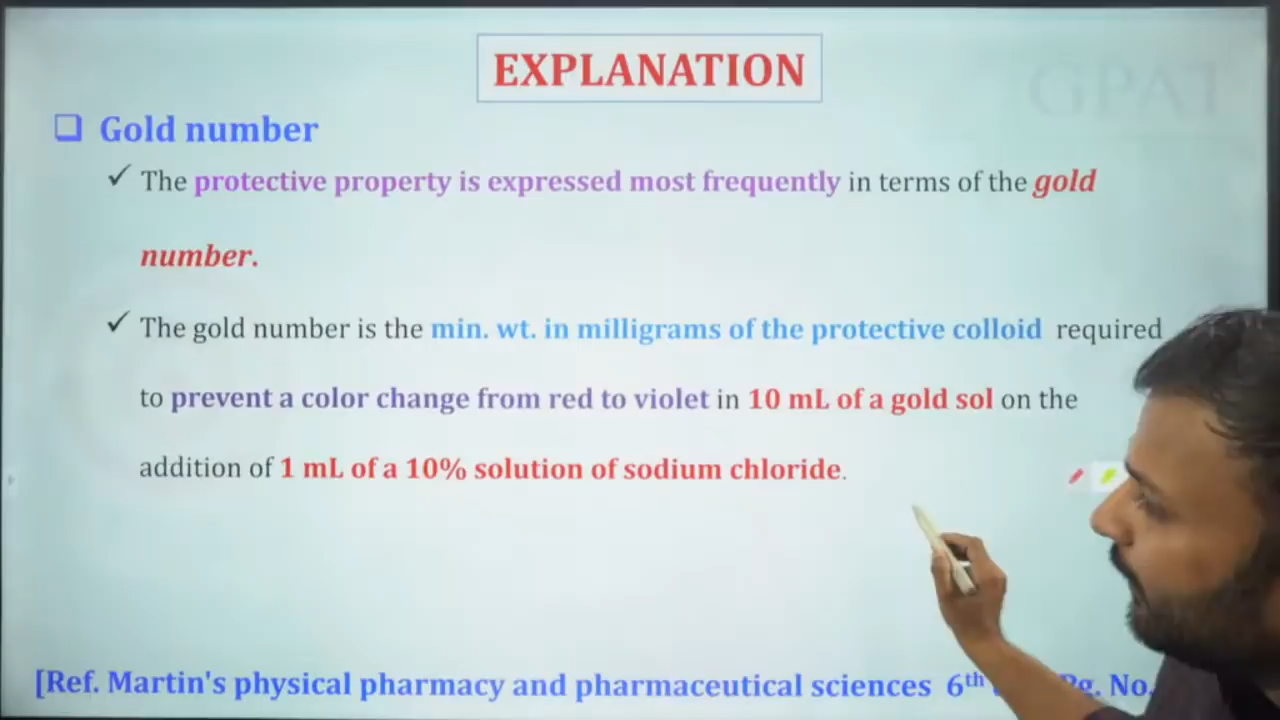 EXPLANATION
GPAT
Gold number
The protective property is expressed most frequently in terms of the gold
number.
The gold number is the min. wt. in milligrams of the protective colloid required
to prevent a color change from red to violet in 10 mL of a gold sol on the
addition of 1 mL of a 10% solution of sodium chloride.
[Ref. Martin's physical pharmacy and pharmaceutical sciences 6th Pg. No.